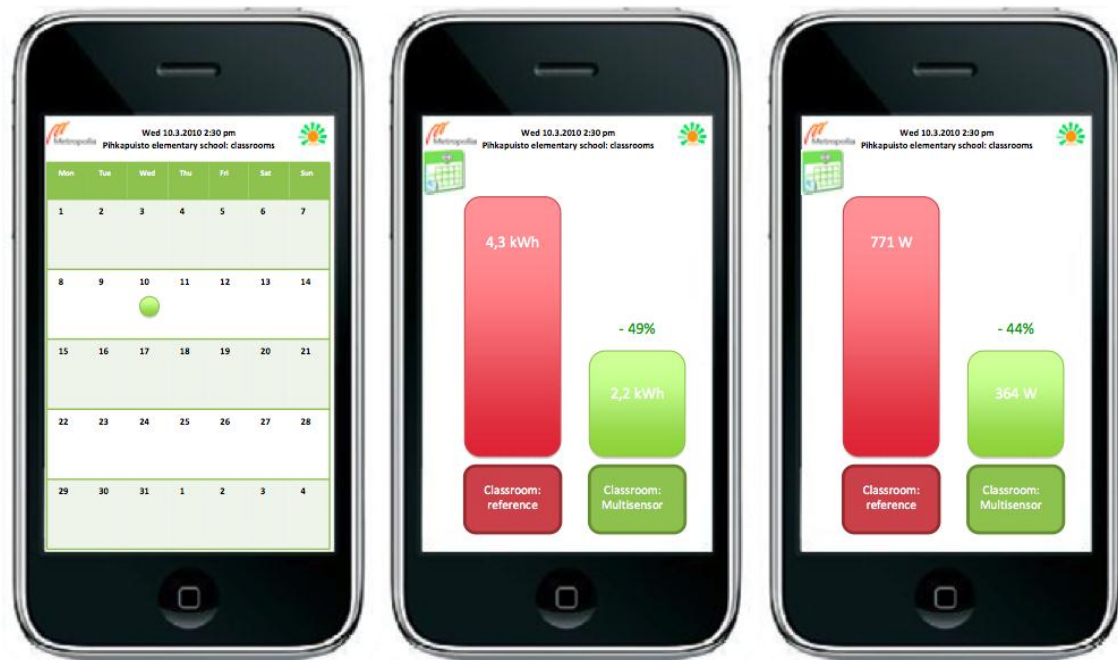 Metropolia
Wed 10.3.2010 2:30 pm
Pihkapuisto elementary school: classrooms
Mon Tue Wed Thu Fri Sat Sun
1 2 3 4 5 6 7
8 9 10 11 12 13 14
15 16 17 18 19 20 21
22 23 24 25 26 27 28
29 30 31 1 2 3 4
Metropolia
Wed 10.3.2010 2:30 pm
Pihkapuisto elementary school: classrooms
4,3 kWh
- 49%
2,2 kWh
Classroom:
reference
Classroom:
Multisensor
Metropolia
Wed 10.3.2010 2:30 pm
Pihkapuisto elementary school: classrooms
771 W
- 44%
364 W
Classroom:
reference
Classroom:
Multisensor